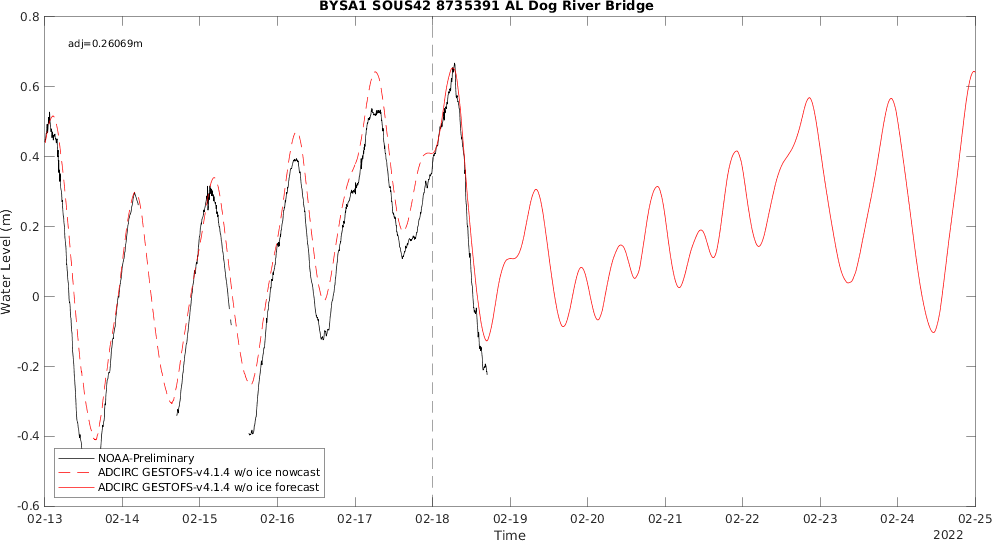 BYSA1 SOUS42 8735391 AL Dog River Bridge
adj=0.26069m
0.8
0.6
0.4
0.2
0
-0.2
-0.4
-0.6
Water Level (m)
NOAA-Preliminary
ADCIRC GESTOFS-v4.1.4 w/o ice nowcast
ADCIRC GESTOFS-v4.1.4 w/o ice forecast
02-13 02-14 02-15 02-16 02-17 02-18 02-19 02-20 02-21 02-22 02-23 02-24 02-25
Time
2022